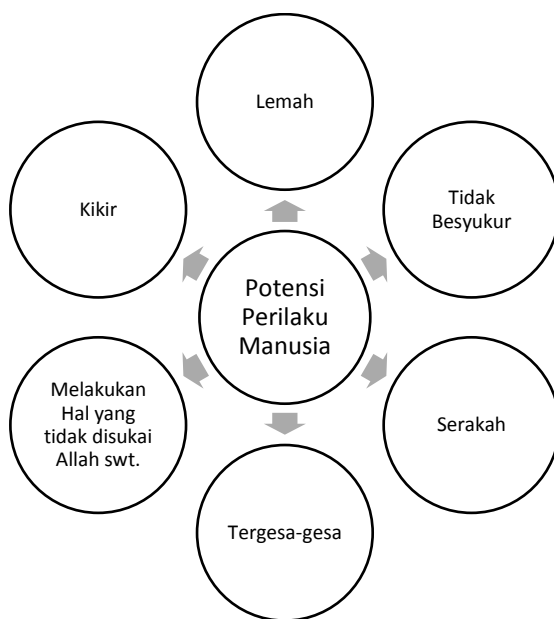 Lemah
Tidak
Besyukur
Serakah
Tergesa-gesa
Melakukan
Hal yang
tidak disukai
Allah swt.
Kikir
Potensi
Perilaku
Manusia